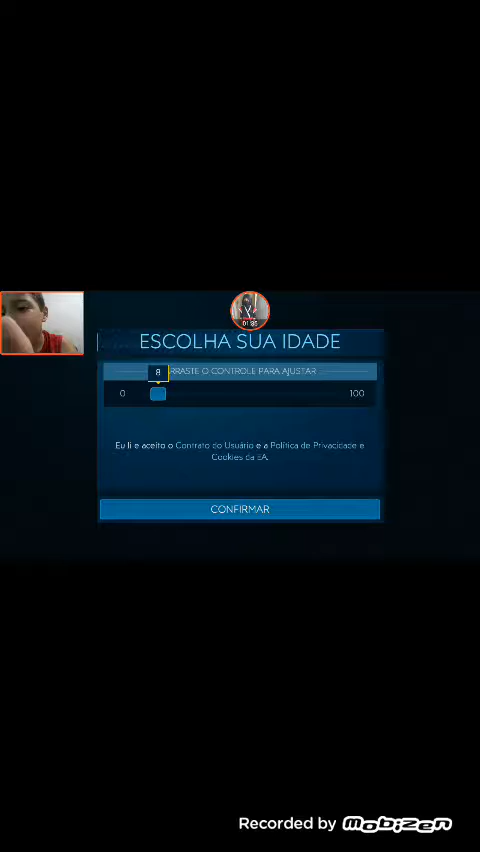 01:35
ESCOLHA SUA IDADE
8
RRASTE O CONTROLE PARA AJUSTAR
0
100
Eu li e aceito o Contrato do Usuário e a Política de Privacidade e
Cookies da EA.
CONFIRMAR
Recorded by mobizen